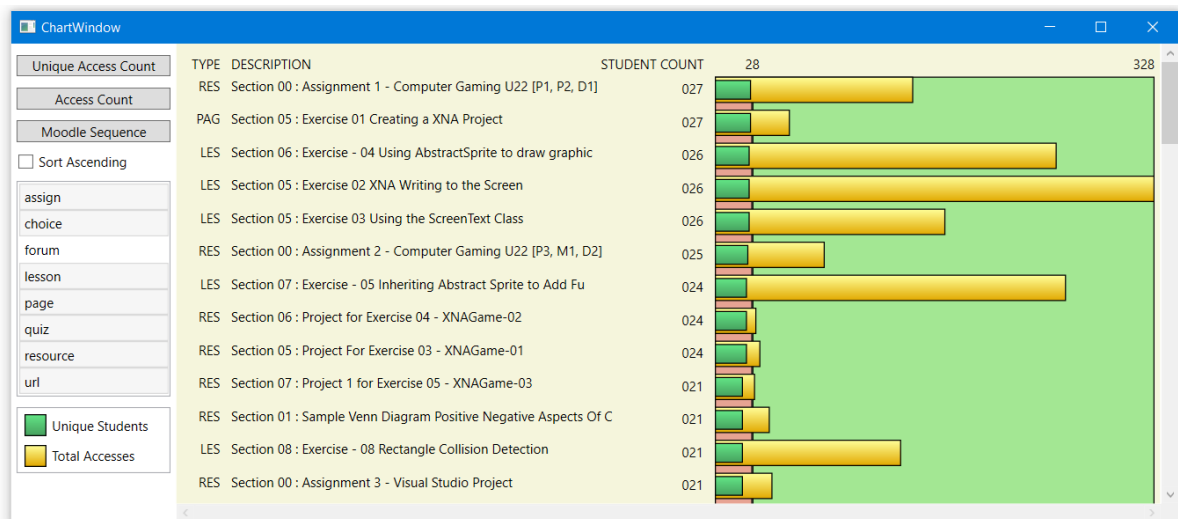 ChartWindow
Unique Access Count
Access Count
Moodle Sequence
Sort Ascending
assign
choice
forum
lesson
page
quiz
resource
url
Unique Students
Total Accesses
TYPE DESCRIPTION STUDENT COUNT 28 328
RES Section 00 : Assignment 1 - Computer Gaming U22 [P1, P2, D1] 027
PAG Section 05 : Exercise 01 Creating a XNA Project 027
LES Section 06 : Exercise - 04 Using AbstractSprite to draw graphic 026
LES Section 05 : Exercise 02 XNA Writing to the Screen 026
LES Section 05 : Exercise 03 Using the ScreenText Class 026
RES Section 00 : Assignment 2 - Computer Gaming U22 [P3, M1, D2] 025
LES Section 07 : Exercise - 05 Inheriting Abstract Sprite to Add Fu 024
RES Section 06 : Project for Exercise 04 - XNAGame-02 024
RES Section 05 : Project For Exercise 03 - XNAGame-01 024
RES Section 07 : Project 1 for Exercise 05 - XNAGame-03 021
RES Section 01 : Sample Venn Diagram Positive Negative Aspects Of C 021
LES Section 08 : Exercise - 08 Rectangle Collision Detection 021
RES Section 00 : Assignment 3 - Visual Studio Project 021